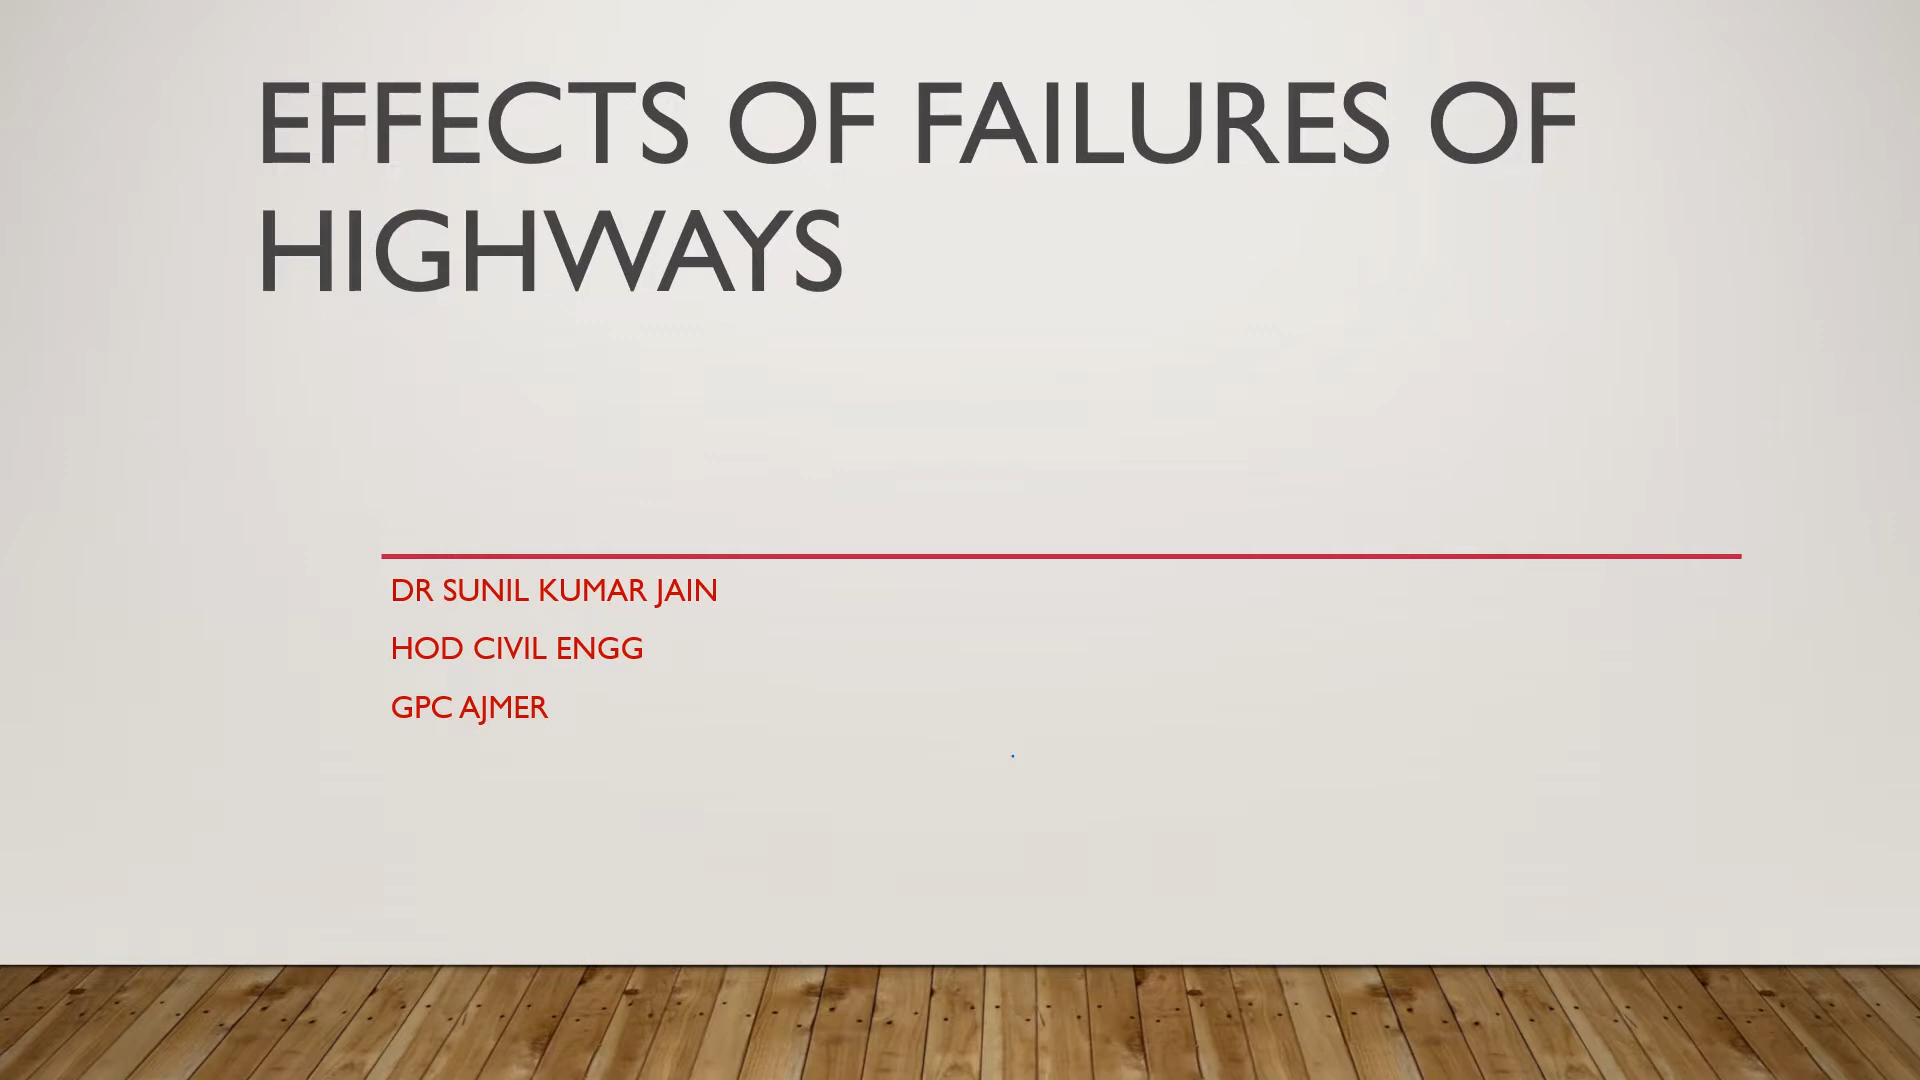 EFFECTS OF FAILURES OF
HIGHWAYS
DR SUNIL KUMAR JAIN
HOD CIVIL ENGG
GPC AJMER